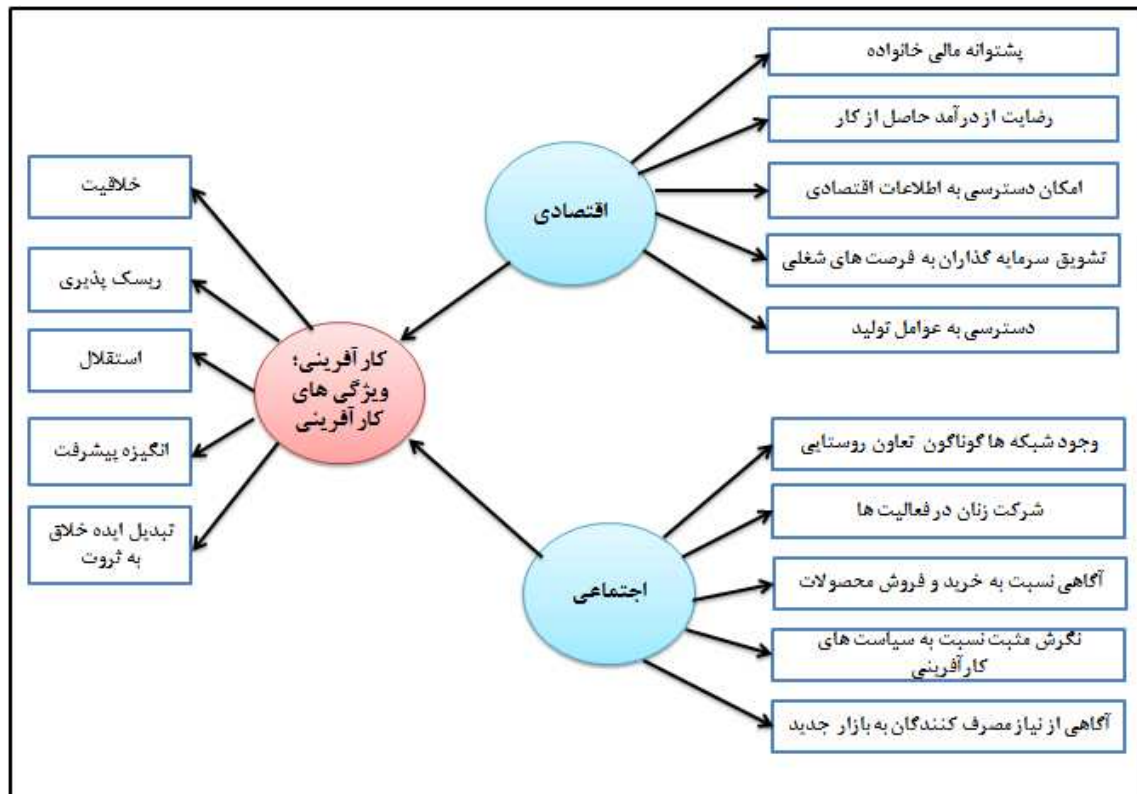 پشتوانه مالی خانواده
رضایت از درآمد حاصل از کار
امکان دسترسی به اطلاعات اقتصادی
تشویق سرمایه گذاران به فرصت های شغلی
دسترسی به عوامل تولید
اقتصادی
وجود شبکه ها گوناگون تعاون روستایی
شرکت زنان در فعالیت ها
آگاهی نسبت به خرید و فروش محصولات
نگرش مثبت نسبت به سیاست های
کارآفرینی
آگاهی از نیاز مصرف کنندگان به بازار جدید
اجتماعی
کارآفرینی؛
ویژگی های
کارآفرینی
خلاقیت
ریسک پذیری
استقلال
انگیزه پیشرفت
تبدیل ایده خلاق
به ثروت